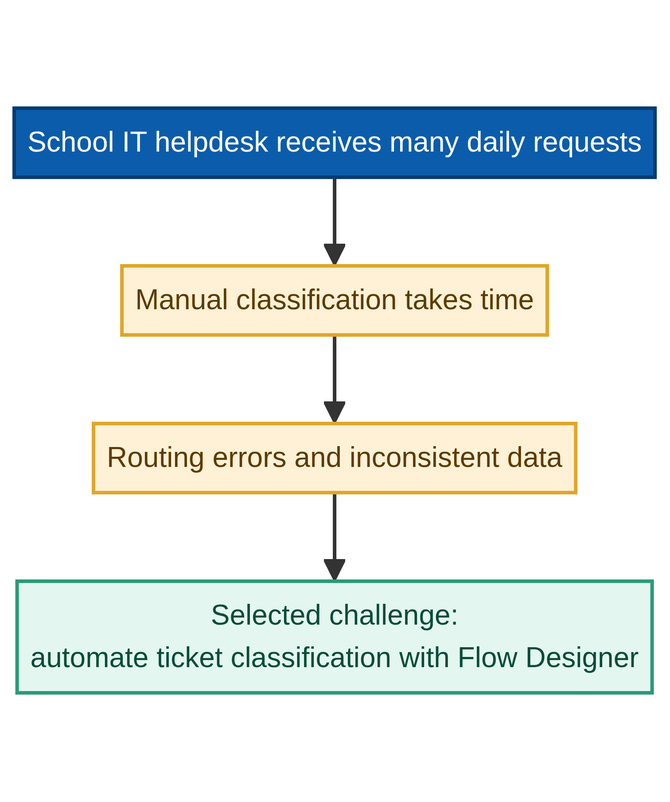 School IT helpdesk receives many daily requests
Manual classification takes time
Routing errors and inconsistent data
Selected challenge:
automate ticket classification with Flow Designer